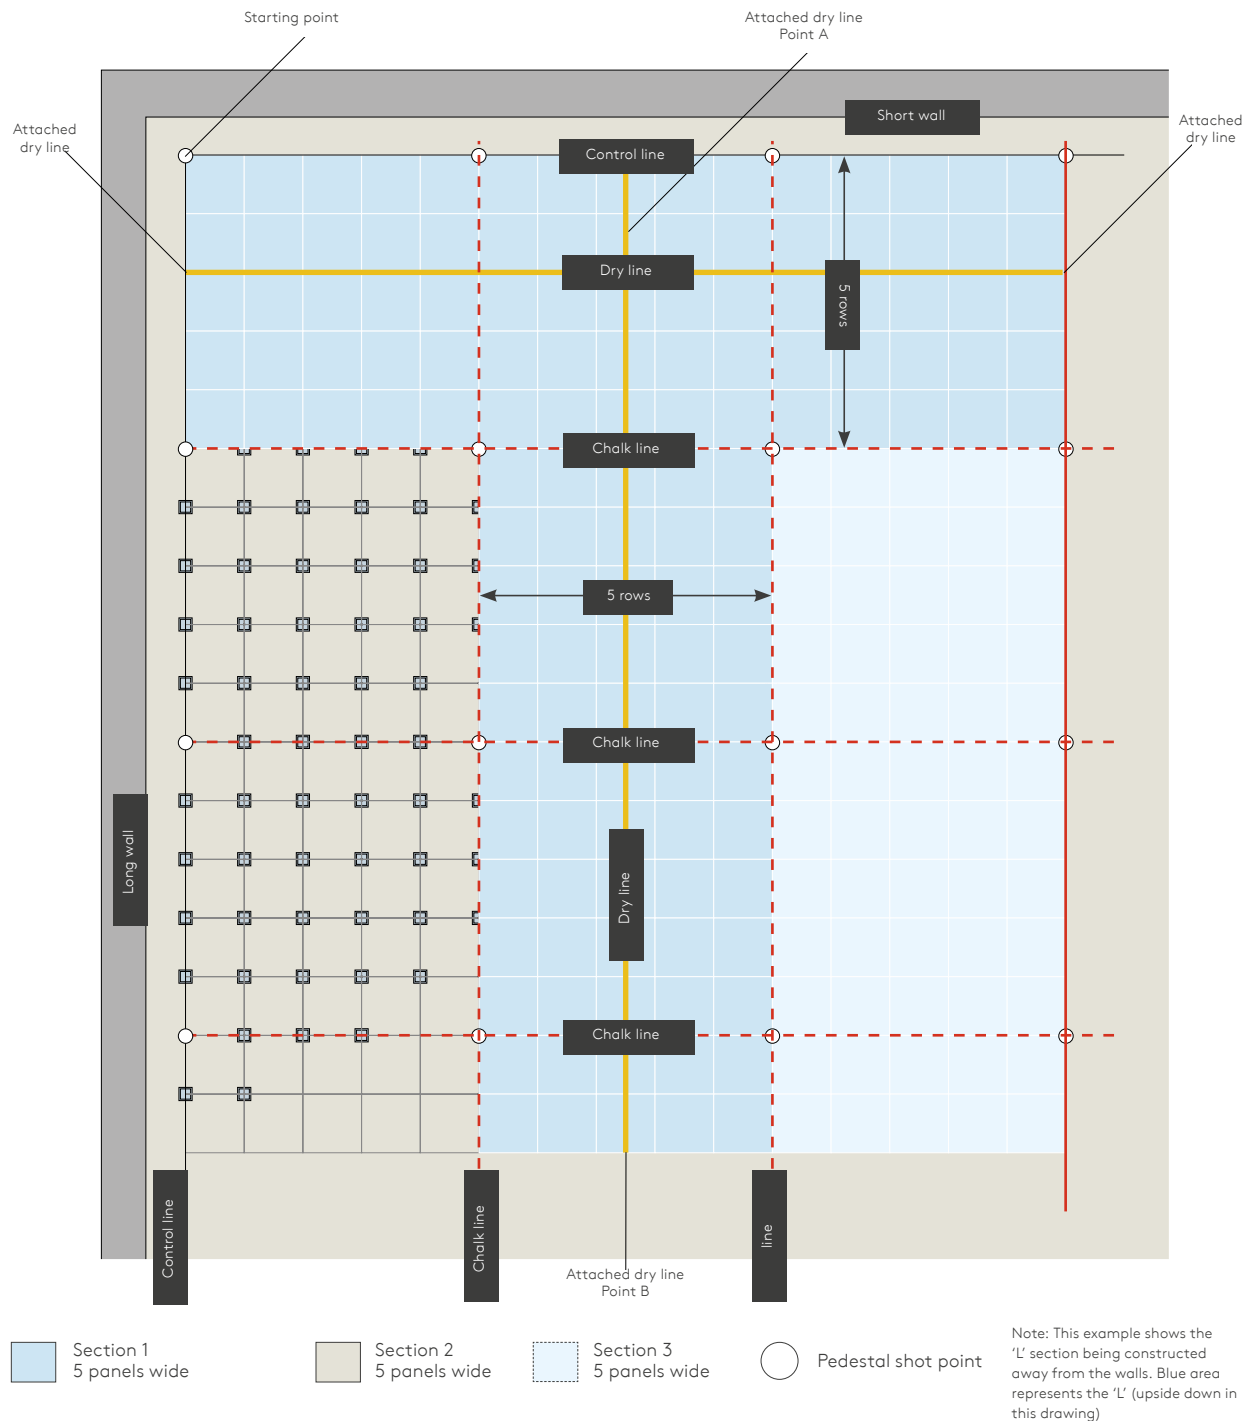 Starting point
Attached dry line
Point A
Attached
dry line
Short wall
Attached
dry line
Control line
Dry line
5 rows
Chalk line
5 rows
Chalk line
Long wall
Dry line
Chalk line
Control line
Chalk line
line
Attached dry line
Point B
Section 1
5 panels wide
Section 2
5 panels wide
Section 3
5 panels wide
Pedestal shot point
Note: This example shows the
‘L’ section being constructed
away from the walls. Blue area
represents the ‘L’ (upside down in
this drawing)